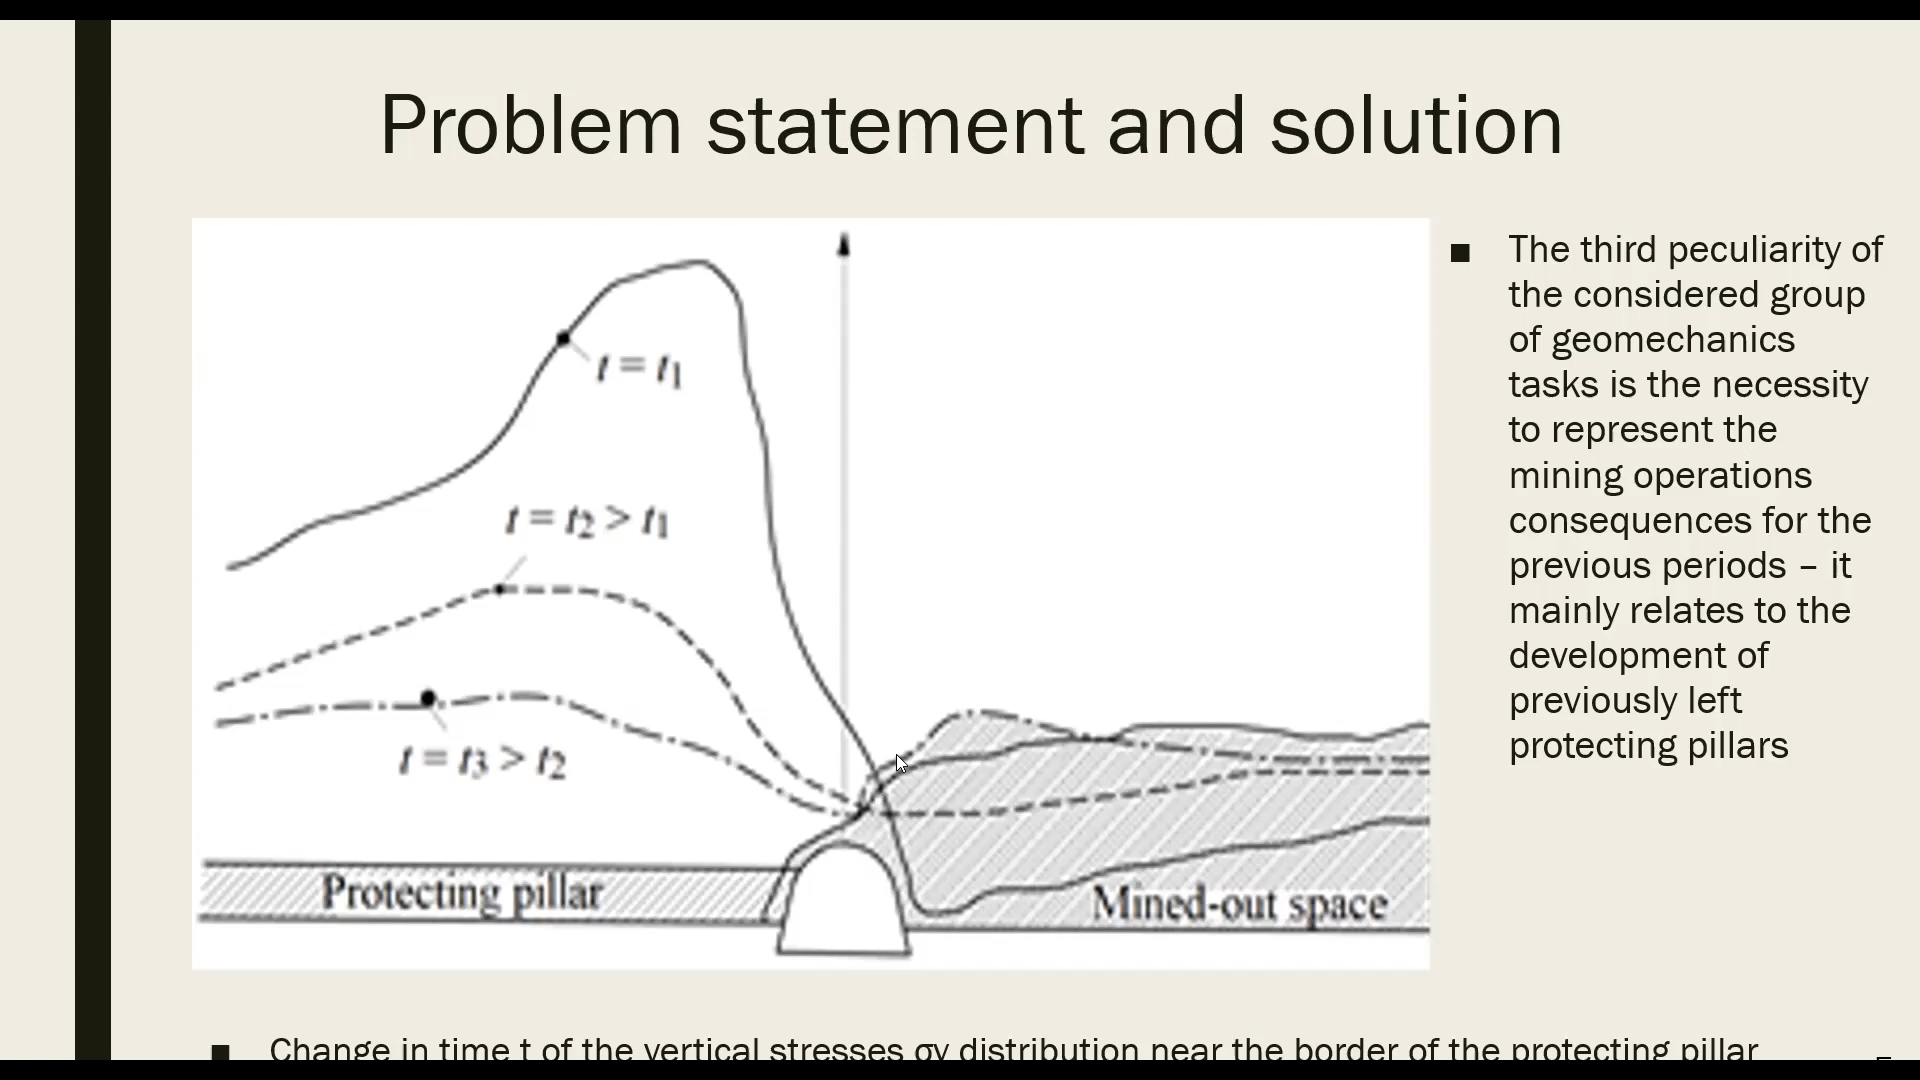 Problem statement and solution
t = t1
t = t2 > t1
t = t3 > t2
Protecting pillar
Mined-out space
■ The third peculiarity of
the considered group
of geomechanics
tasks is the necessity
to represent the
mining operations
consequences for the
previous periods – it
mainly relates to the
development of
previously left
protecting pillars
■ Change in time t of the vertical stresses σy distribution near the border of the protecting pillar